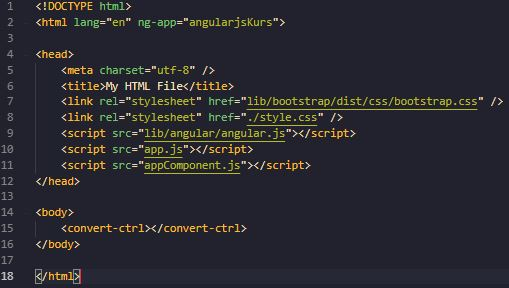 1 <!DOCTYPE html>
2 <html lang="en" ng-app="angularjsKurs">
3
4 <head>
5     <meta charset="utf-8" />
6     <title>My HTML File</title>
7     <link rel="stylesheet" href="lib/bootstrap/dist/css/bootstrap.css" />
8     <link rel="stylesheet" href="./style.css" />
9     <script src="lib/angular/angular.js"></script>
10     <script src="app.js"></script>
11     <script src="appComponent.js"></script>
12 </head>
13
14 <body>
15     <convert-ctrl></convert-ctrl>
16 </body>
17
18 </html>